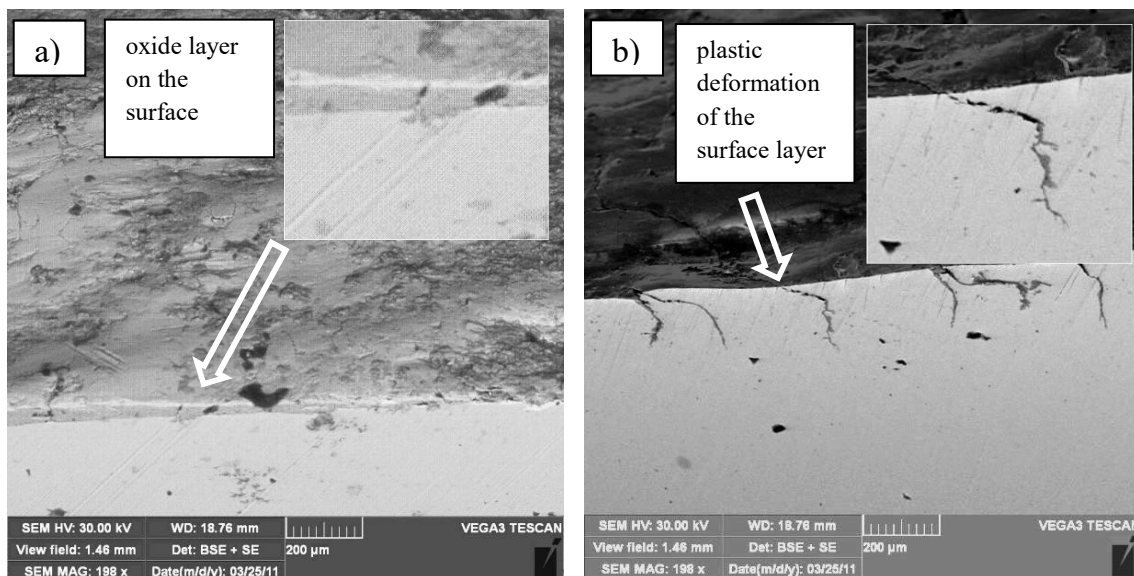 a)
oxide layer
on the
surface
SEM HV: 30.00 kV
WD: 18.76 mm
VEGA3 TESCAN
View field: 1.46 mm
Det: BSE + SE
200 µm
SEM MAG: 198 x
Date(m/d/y): 03/25/11
b)
plastic
deformation
of the
surface layer
SEM HV: 30.00 kV
WD: 18.76 mm
VEGA3 TESCAN
View field: 1.46 mm
Det: BSE + SE
200 µm
SEM MAG: 198 x
Date(m/d/y): 03/25/11